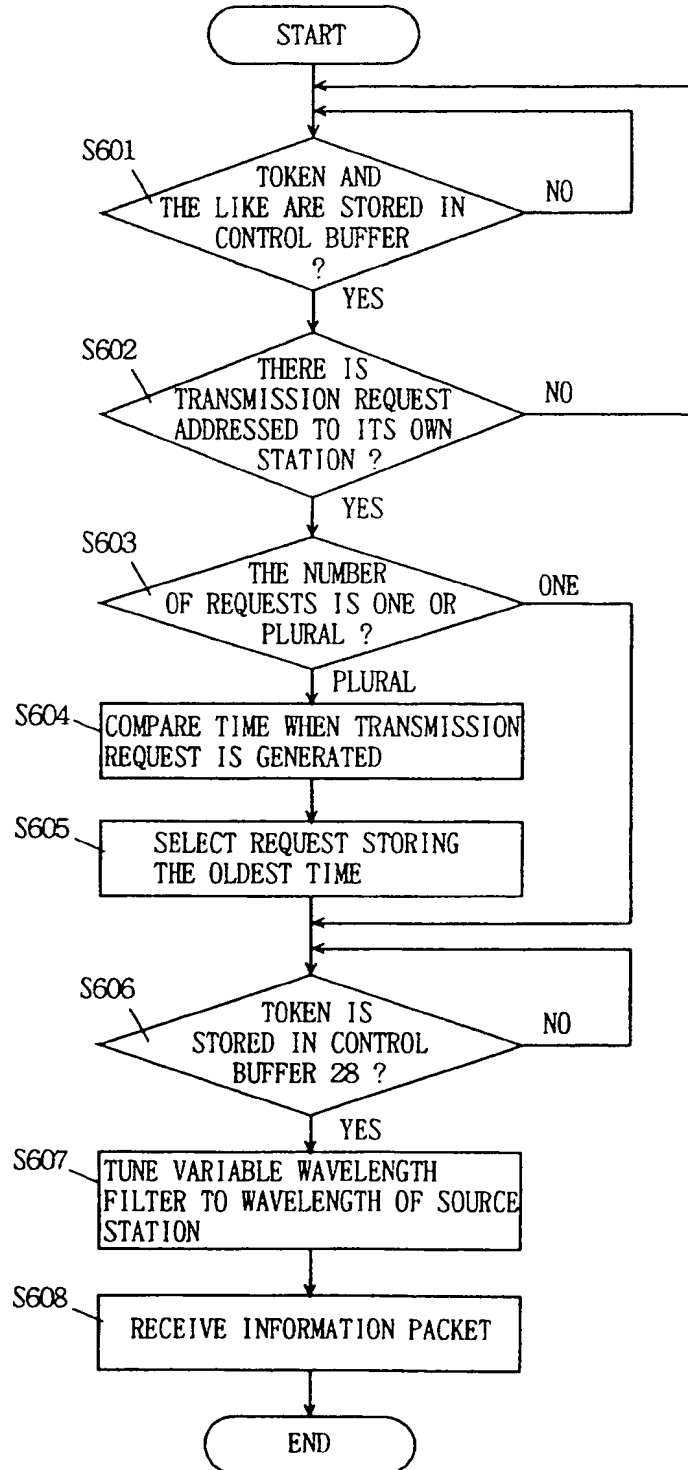 START
S601
TOKEN AND
THE LIKE ARE STORED IN
CONTROL BUFFER
?
NO
YES
S602
THERE IS
TRANSMISSION REQUEST
ADDRESSED TO ITS OWN
STATION ?
NO
YES
S603
THE NUMBER
OF REQUESTS IS ONE OR
PLURAL ?
ONE
PLURAL
S604
COMPARE TIME WHEN TRANSMISSION
REQUEST IS GENERATED
S605
SELECT REQUEST STORING
THE OLDEST TIME
S606
TOKEN IS
STORED IN CONTROL
BUFFER 28 ?
NO
YES
S607
TUNE VARIABLE WAVELENGTH
FILTER TO WAVELENGTH OF SOURCE
STATION
S608
RECEIVE INFORMATION PACKET
END